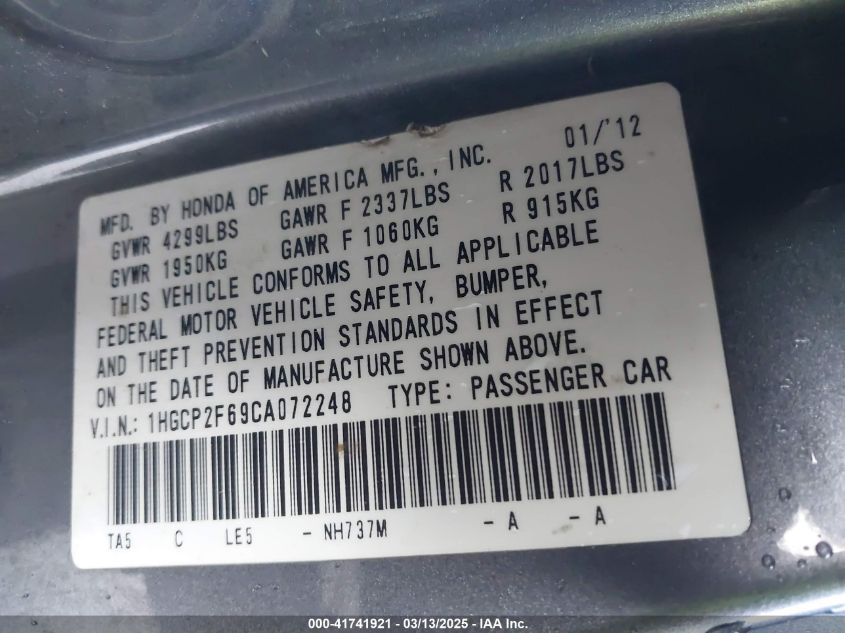 01/'12
MFD. BY HONDA OF AMERICA MFG., INC.
GVWR 4299LBS GAWR F 2337LBS R 2017LBS
GVWR 1950KG GAWR F 1060KG R 915KG
THIS VEHICLE CONFORMS TO ALL APPLICABLE
FEDERAL MOTOR VEHICLE SAFETY, BUMPER,
AND THEFT PREVENTION STANDARDS IN EFFECT
ON THE DATE OF MANUFACTURE SHOWN ABOVE.
V.I.N.: 1HGCP2F69CA072248 TYPE: PASSENGER CAR
TA5 C LE5 - NH737M - A - A
000-41741921 / 03/13/2025 - COPYRIGHT IAA, Inc.